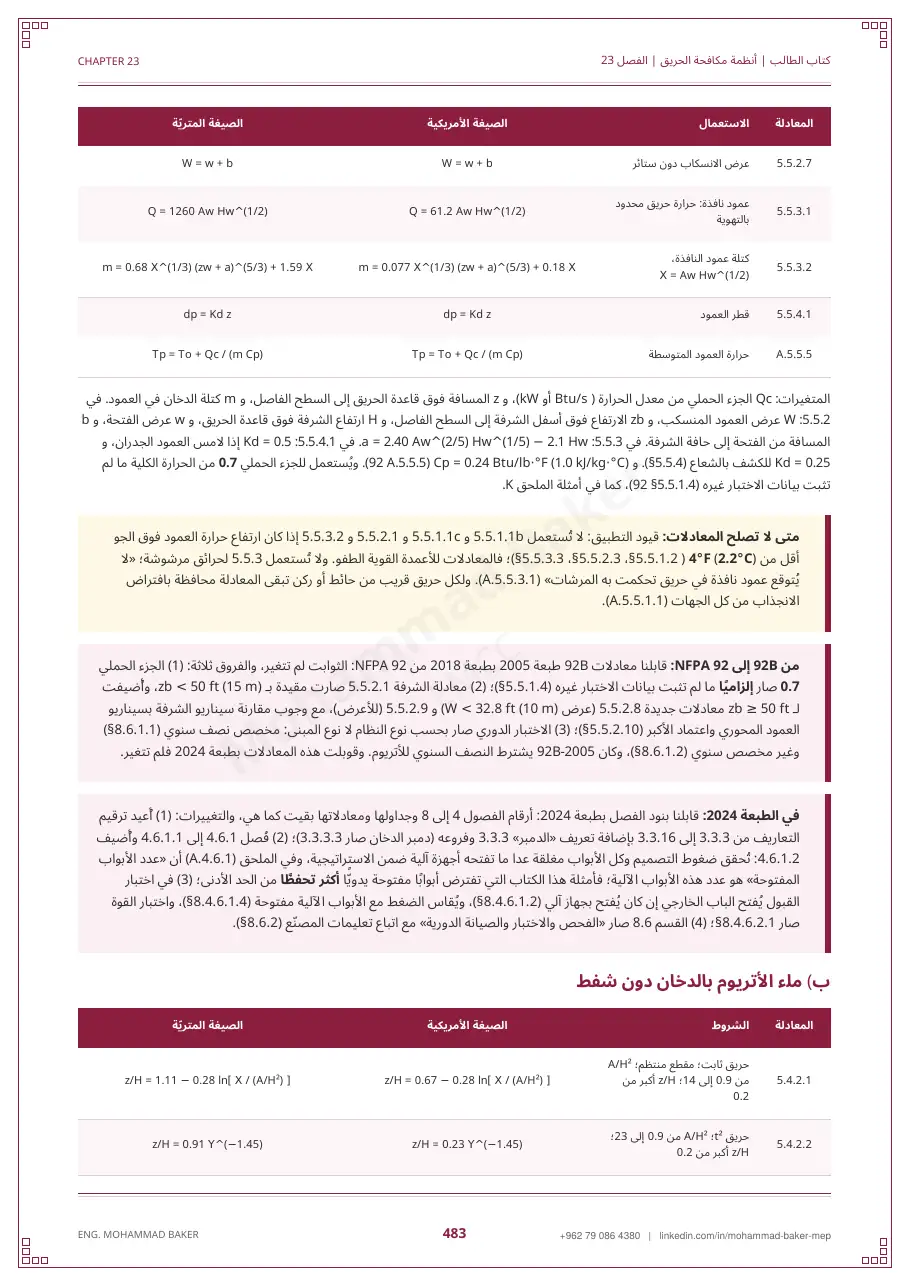 كتاب الطالب | أنظمة مكافحة الحريق | الفصل 23
CHAPTER 23
المعادلة الاستعمال الصيغة الأمريكية الصيغة المتريّة
5.5.2.7 عرض الانسكاب دون ستائر W = w + b W = w + b
5.5.3.1 عمود نافذة: حرارة حريق محدود بالتهوية Q = 61.2 Aw Hw^(1/2) Q = 1260 Aw Hw^(1/2)
5.5.3.2 كتلة عمود النافذة، X = Aw Hw^(1/2) m = 0.077 X^(1/3) (zw + a)^(5/3) + 0.18 X m = 0.68 X^(1/3) (zw + a)^(5/3) + 1.59 X
5.5.4.1 قطر العمود dp = Kd z dp = Kd z
A.5.5.5 حرارة العمود المتوسطة Tp = To + Qc / (m Cp) Tp = To + Qc / (m Cp)
المتغيرات: Qc الجزء الحملي من معدل الحرارة ( Btu/s أو kW)، و z المسافة فوق قاعدة الحريق إلى السطح الفاصل، و m كتلة الدخان في العمود. في
5.5.2: W عرض العمود المنسكب، و zb الارتفاع فوق أسفل الشرفة إلى السطح الفاصل، و H ارتفاع الشرفة فوق قاعدة الحريق، و w عرض الفتحة، و b
المسافة من الفتحة إلى حافة الشرفة. في 5.5.3: a = 2.40 Aw^(2/5) Hw^(1/5) − 2.1 Hw. في 5.5.4.1: Kd = 0.5 إذا لامس العمود الجدران، و
Kd = 0.25 للكشف بالشعاع (§5.5.4). و Cp = 0.24 Btu/lb·°F (1.0 kJ/kg·°C) (92 A.5.5.5). ويُستعمل للجزء الحملي 0.7 من الحرارة الكلية ما لم
تثبت بيانات الاختبار غيره (92 §5.5.1.4)، كما في أمثلة الملحق K.
متى لا تصلح المعادلات: قيود التطبيق: لا تُستعمل 5.5.1.1b و 5.5.1.1c و 5.5.2.1 و 5.5.3.2 إذا كان ارتفاع حرارة العمود فوق الجو
أقل من 4°F (2.2°C) ( §5.5.1.2، §5.5.2.3، §5.5.3.3)؛ فالمعادلات للأعمدة القوية الطفو. ولا تُستعمل 5.5.3 لحرائق مرشوشة؛ «لا
يُتوقع عمود نافذة في حريق تحكمت به المرشات» (A.5.5.3.1). ولكل حريق قريب من حائط أو ركن تبقى المعادلة محافظة بافتراض
الانجذاب من كل الجهات (A.5.5.1.1).
من 92B إلى NFPA 92: قابلنا معادلات 92B طبعة 2005 بطبعة 2018 من NFPA 92: الثوابت لم تتغير، والفروق ثلاثة: (1) الجزء الحملي
0.7 صار إلزاميًا ما لم تثبت بيانات الاختبار غيره (§5.5.1.4)؛ (2) معادلة الشرفة 5.5.2.1 صارت مقيدة بـ zb < 50 ft (15 m)، وأضيفت
لـ zb ≥ 50 ft معادلات جديدة 5.5.2.8 (عرض W < 32.8 ft (10 m)) و 5.5.2.9 (للأعرض)، مع وجوب مقارنة سيناريو الشرفة بسيناريو
العمود المحوري واعتماد الأكبر (§5.5.2.10)؛ (3) الاختبار الدوري صار بحسب نوع النظام لا نوع المبنى: مخصص نصف سنوي (§8.6.1.1)
وغير مخصص سنوي (§8.6.1.2)، وكان 92B-2005 يشترط النصف السنوي للأتريوم. وقوبلت هذه المعادلات بطبعة 2024 فلم تتغير.
في الطبعة 2024: قابلنا بنود الفصل بطبعة 2024: أرقام الفصول 4 إلى 8 وجداولها ومعادلاتها بقيت كما هي، والتغييرات: (1) أُعيد ترقيم
التعاريف من 3.3.3 إلى 3.3.16 بإضافة تعريف «الدمبر» 3.3.3 وفروعه (دمبر الدخان صار 3.3.3.3)؛ (2) فُصل 4.6.1 إلى 4.6.1.1 وأضيف
4.6.1.2: تُحقق ضغوط التصميم وكل الأبواب مغلقة عدا ما تفتحه أجهزة آلية ضمن الاستراتيجية، وفي الملحق (A.4.6.1) أن «عدد الأبواب
المفتوحة» هو عدد هذه الأبواب الآلية؛ فأمثلة هذا الكتاب التي تفترض أبوابًا مفتوحة يدويًا أكثر تحفظًا من الحد الأدنى؛ (3) في اختبار
القبول يُفتح الباب الخارجي إن كان يُفتح بجهاز آلي (§8.4.6.1.2)، ويُقاس الضغط مع الأبواب الآلية مفتوحة (§8.4.6.1.4)، واختبار القوة
صار §8.4.6.2.1؛ (4) القسم 8.6 صار «الفحص والاختبار والصيانة الدورية» مع اتباع تعليمات المصنّع (§8.6.2).
ب) ملء الأتريوم بالدخان دون شفط
المعادلة الشروط الصيغة الأمريكية الصيغة المتريّة
5.4.2.1 حريق ثابت؛ مقطع منتظم؛ A/H² من 0.9 إلى 14؛ z/H أكبر من 0.2 z/H = 0.67 − 0.28 ln[ X / (A/H²) ] z/H = 1.11 − 0.28 ln[ X / (A/H²) ]
5.4.2.2 حريق t²؛ A/H² من 0.9 إلى 23؛ z/H أكبر من 0.2 z/H = 0.23 Y^(−1.45) z/H = 0.91 Y^(−1.45)
ENG. MOHAMMAD BAKER
483
+962 79 086 4380 | linkedin.com/in/mohammad-baker-mep